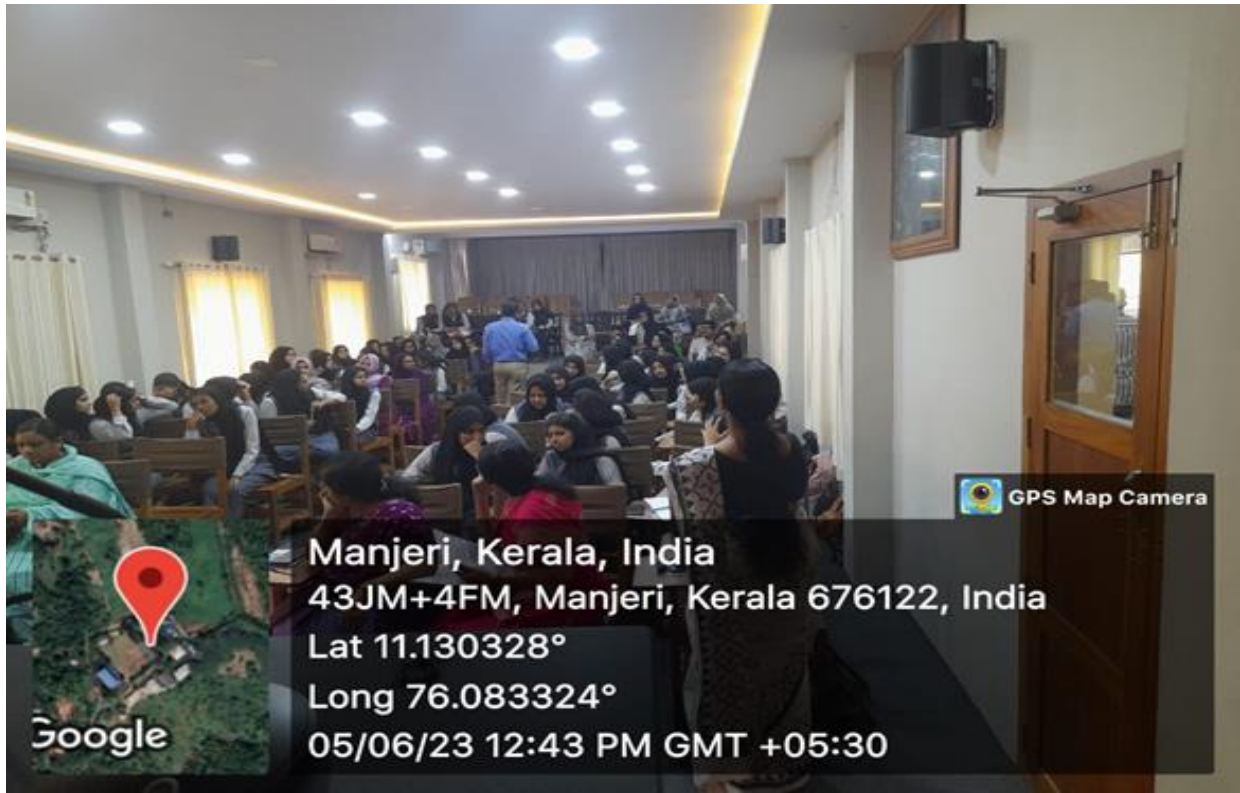 GPS Map Camera
Manjeri, Kerala, India
43JM+4FM, Manjeri, Kerala 676122, India
Lat 11.130328°
Long 76.083324°
05/06/23 12:43 PM GMT +05:30
Google